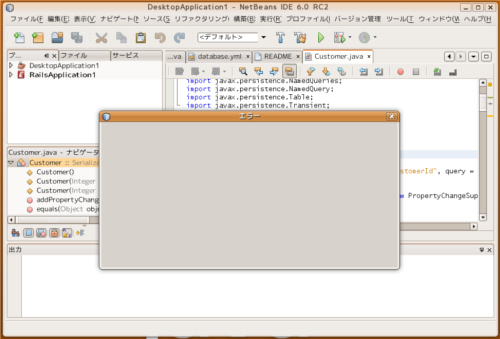 DesktopApplication1 - NetBeans IDE 6.0 RC2
ファイル(F) 編集(E) 表示(V) ナビゲート(N) ソース(S) リファクタリング 構築(B) 実行(R) プロファイル(P) バージョン管理 ツール(T) ウィンドウ(W) ヘルプ(H)
<デフォルト>
プ... ファイル サービス
...va database.yml README Customer.java
DesktopApplication1
RailsApplication1
import javax.persistence.NamedQueries;
import javax.persistence.NamedQuery;
import javax.persistence.Table;
import javax.persistence.Transient;
エラー
Customer.java - ナビゲータ
Customer :: Serializa
Customer()
Customer(Integer
Customer(Integer
addPropertyChang
equals(Object obj
stomerId", query =
PropertyChangeSup
出力